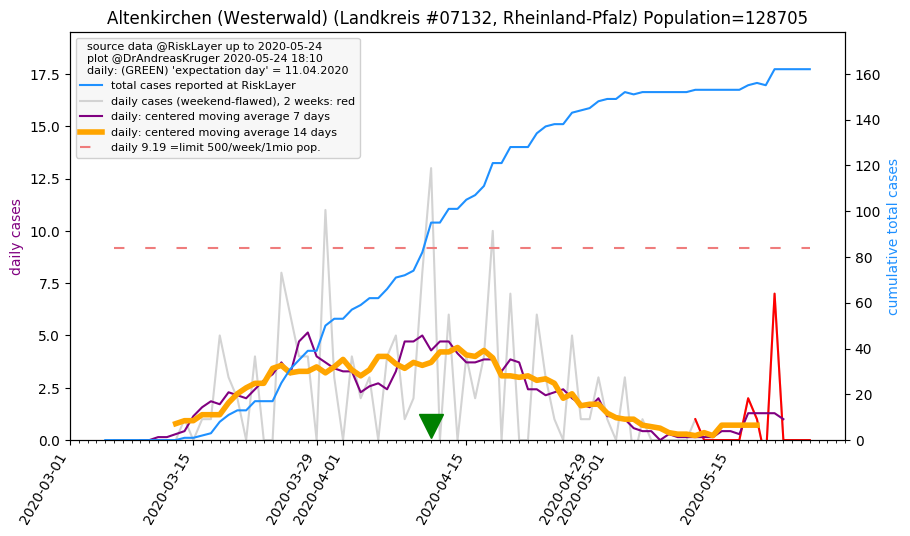 Altenkirchen (Westerwald) (Landkreis #07132, Rheinland-Pfalz) Population=128705
source data @RiskLayer up to 2020-05-24
plot @DrAndreasKruger 2020-05-24 18:10
daily: (GREEN) 'expectation day' = 11.04.2020
total cases reported at RiskLayer
daily cases (weekend-flawed), 2 weeks: red
daily: centered moving average 7 days
daily: centered moving average 14 days
daily 9.19 =limit 500/week/1mio pop.
daily cases
17.5
15.0
12.5
10.0
7.5
5.0
2.5
0.0
160
140
120
100
80
60
40
20
0
cumulative total cases
2020-03-01
2020-03-15
2020-03-29
2020-04-01
2020-04-15
2020-04-29
2020-05-01
2020-05-15